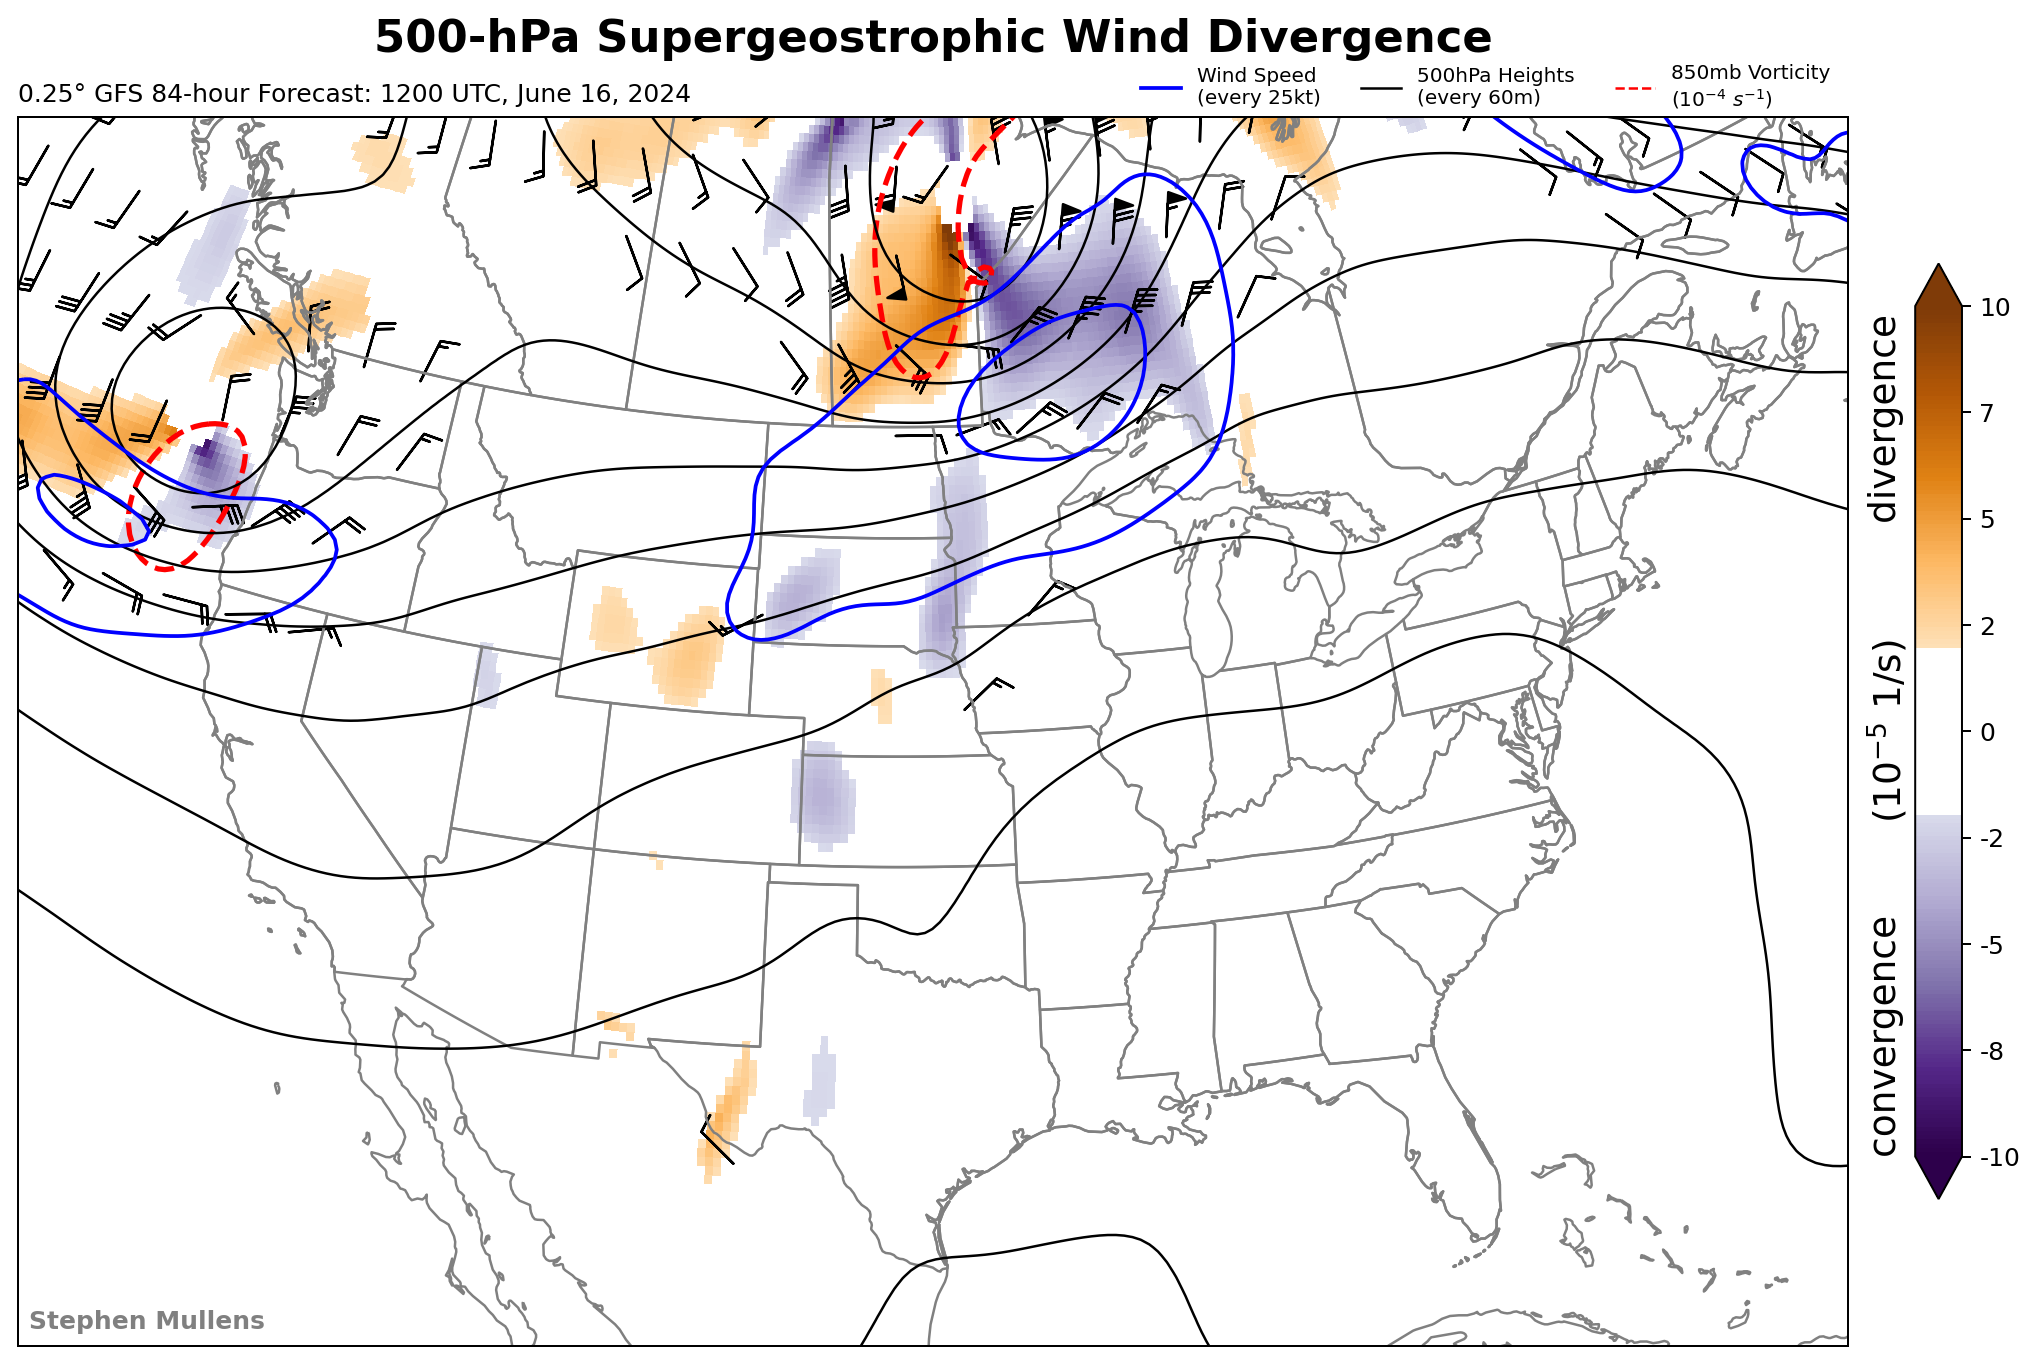 500-hPa Supergeostrophic Wind Divergence
0.25° GFS 84-hour Forecast: 1200 UTC, June 16, 2024
Wind Speed
(every 25kt)
500hPa Heights
(every 60m)
850mb Vorticity
(10⁻⁴ s⁻¹)
10
7
5
2
0
-2
-5
-8
-10
convergence (10⁻⁵ 1/s) divergence
Stephen Mullens